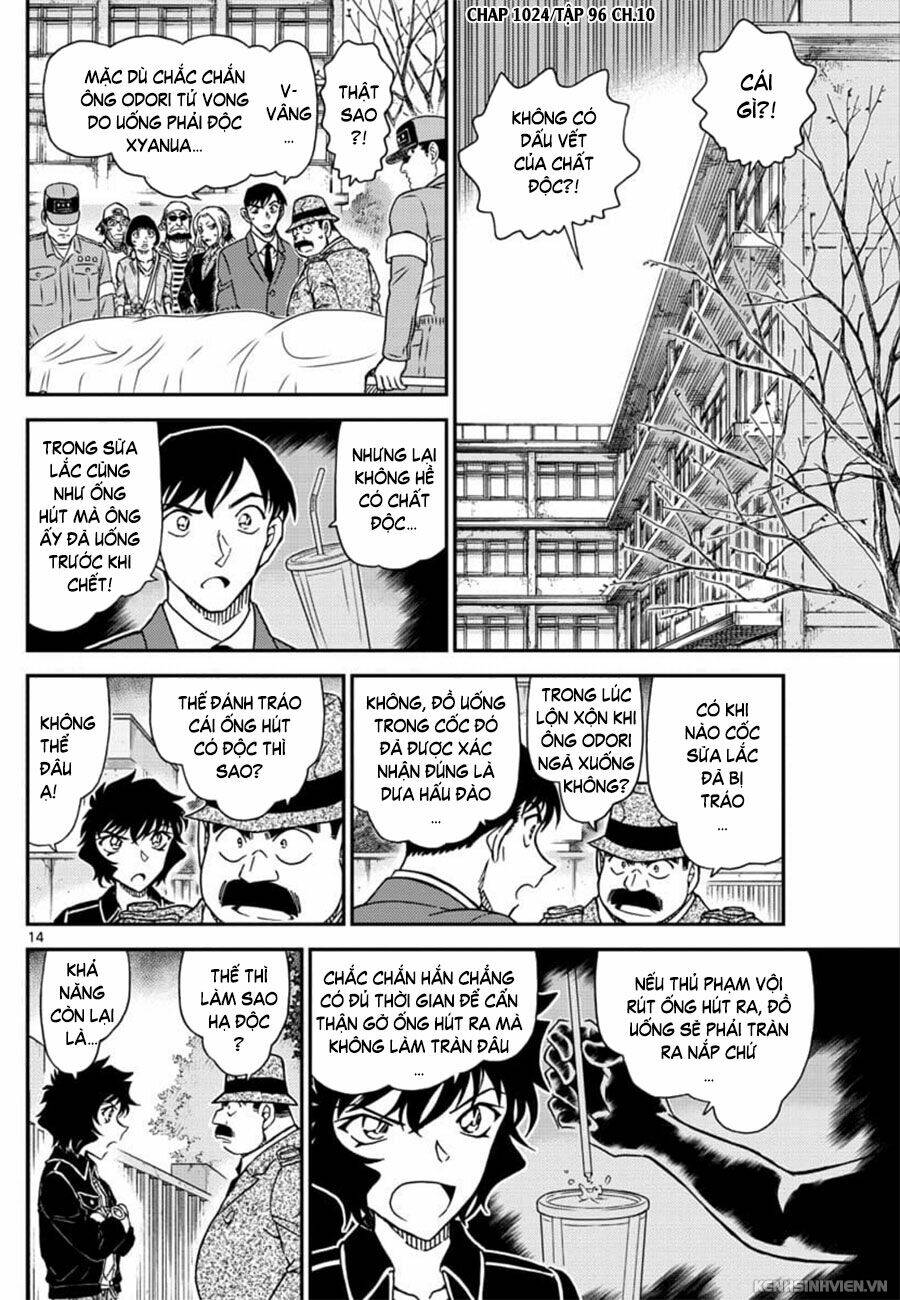 CHAP 1024/TẬP 96 CH.10
CÁI
GÌ?!
KHÔNG CÓ
DẤU VẾT
CỦA CHẤT
ĐỘC?!
THẬT
SAO
?!
V-
VÂNG
...
MẶC DÙ CHẮC CHẮN
ÔNG ODORI TỬ VONG
DO UỐNG PHẢI ĐỘC
XYANUA...
NHƯNG LẠI
KHÔNG HỀ
CÓ CHẤT
ĐỘC...
TRONG SỮA
LẮC CŨNG
NHƯ ỐNG
HÚT MÀ ÔNG
ẤY ĐÃ UỐNG
TRƯỚC KHI
CHẾT!
CÓ KHI
NÀO CỐC
SỮA LẮC
ĐÃ BỊ
TRÁO
...
TRONG LÚC
LỘN XỘN KHI
ÔNG ODORI
NGÃ XUỐNG
KHÔNG?
KHÔNG, ĐỒ UỐNG
TRONG CỐC ĐÓ
ĐÃ ĐƯỢC XÁC
NHẬN ĐÚNG LÀ
DƯA HẤU ĐÀO
...
THẾ ĐÁNH TRÁO
CÁI ỐNG HÚT
CÓ ĐỘC THÌ
SAO?
KHÔNG
THỂ
ĐÂU
Ạ!
14
NẾU THỦ PHẠM VỘI
RÚT ỐNG HÚT RA, ĐỒ
UỐNG SẼ PHẢI TRÀN
RA NẮP CHỨ
...
CHẮC CHẮN HẮN CHẲNG
CÓ ĐỦ THỜI GIAN ĐỂ CẨN
THẬN GỠ ỐNG HÚT RA MÀ
KHÔNG LÀM TRÀN ĐÂU
...
THẾ THÌ
LÀM SAO
HẠ ĐỘC
?
KHẢ
NĂNG
CÒN LẠI
LÀ...
KENHSINHVIEN.VN